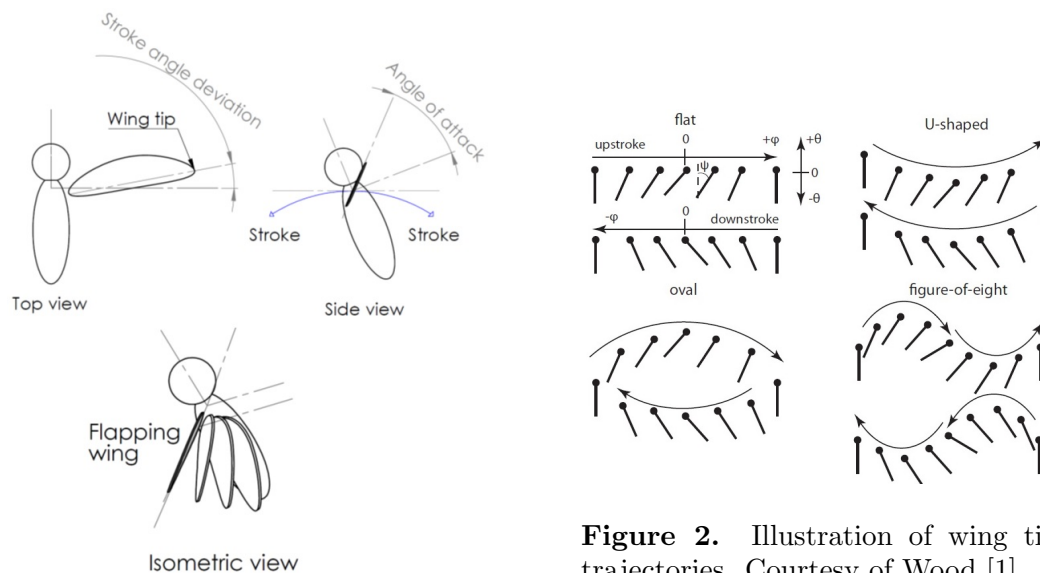 Stroke angle deviation
Wing tip
Angle of attack
Stroke
Stroke
Top view
Side view
Flapping
wing
Isometric view
flat
0
upstroke
+φ
ψ
+θ
0
-θ
-φ
0
downstroke
U-shaped
oval
figure-of-eight
Figure 2. Illustration of wing ti
trajectories. Courtesy of Wood [1]